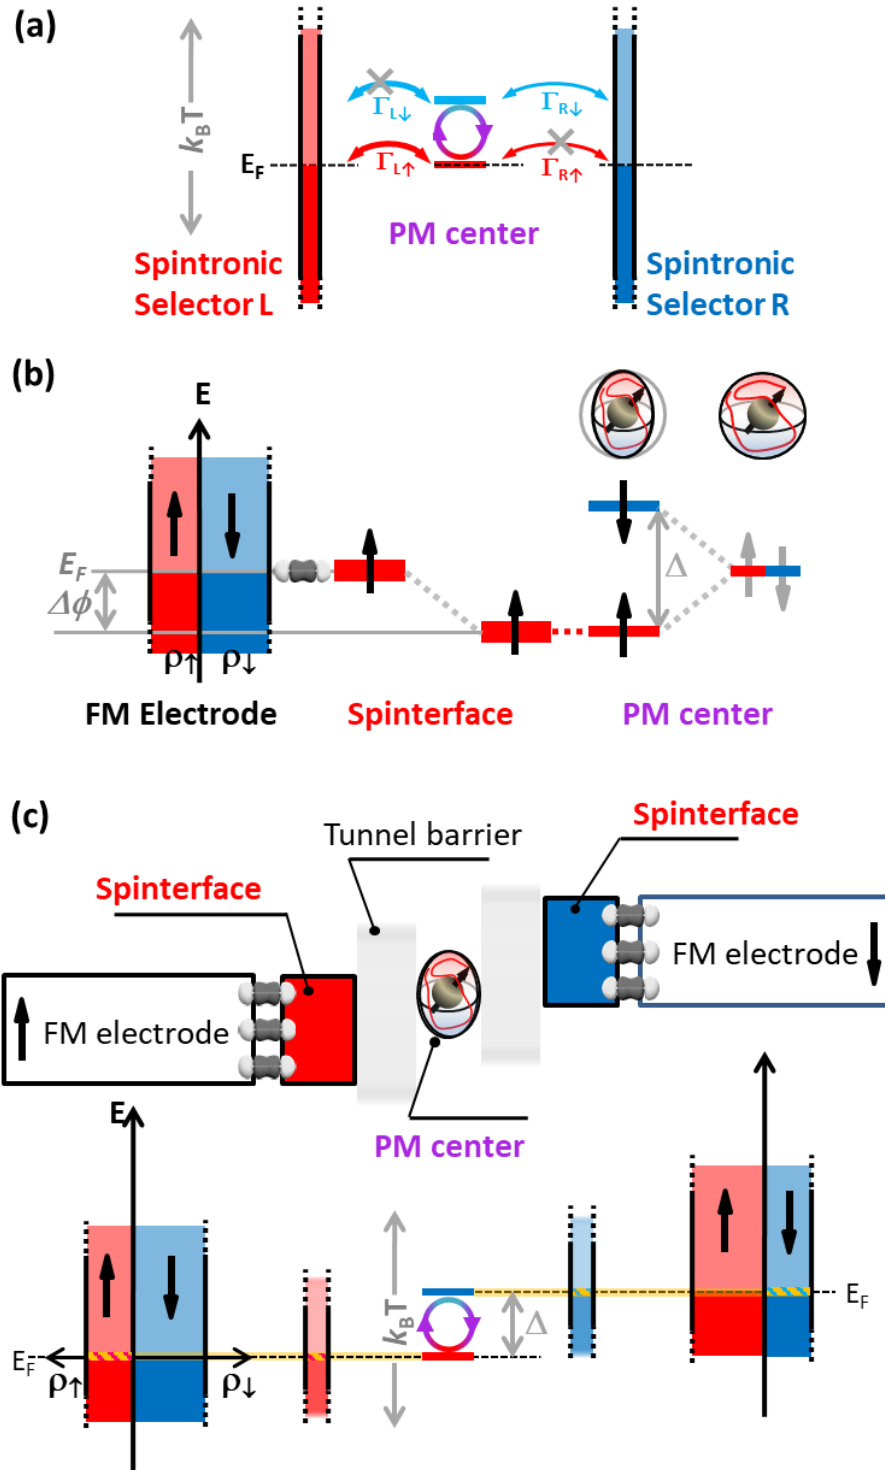 (a)
k_BT
Γ_L↓
Γ_R↓
E_F
Γ_L↑
Γ_R↑
PM center
Spintronic
Selector L
Spintronic
Selector R
(b)
E
E_F
Δϕ
Δ
ρ↑
ρ↓
FM Electrode
Spinterface
PM center
(c)
Spinterface
Tunnel barrier
Spinterface
FM electrode
FM electrode
PM center
E
k_BT
Δ
E_F
E_F
ρ↑
ρ↓